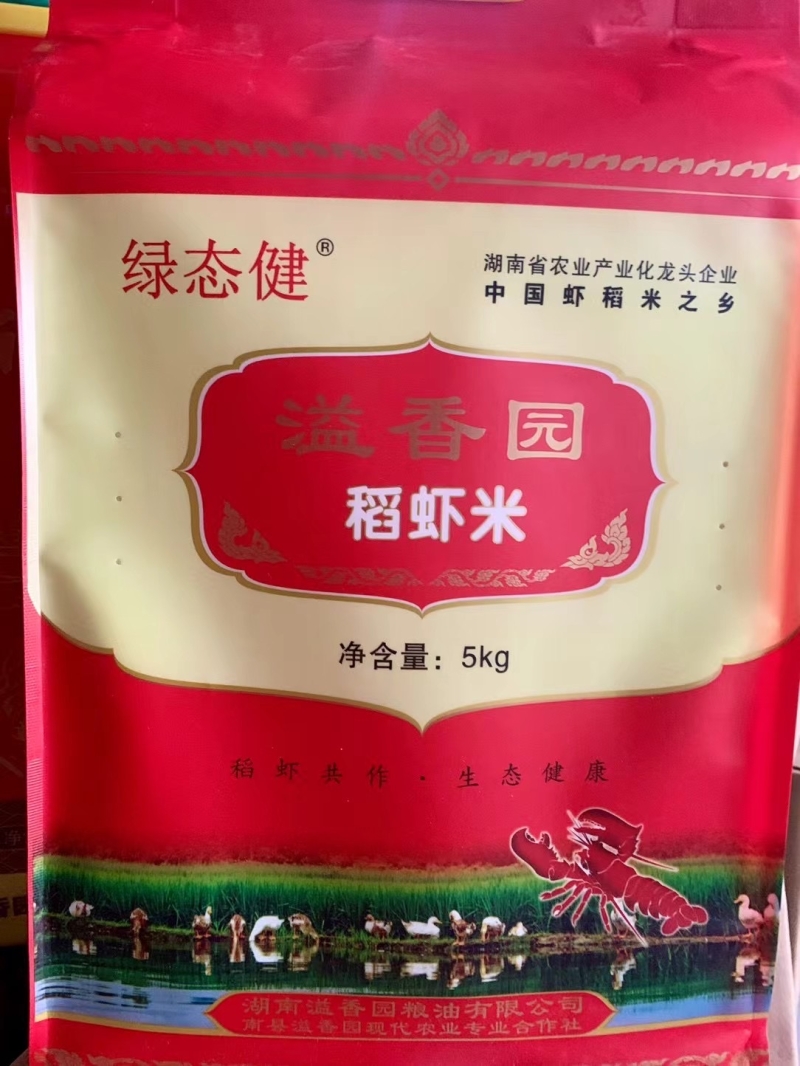 绿态健®
湖南省农业产业化龙头企业
中国虾稻米之乡
溢香园
稻虾米
净含量：5kg
稻虾共作·生态健康
湖南溢香园粮油有限公司
南县溢香园现代农业专业合作社